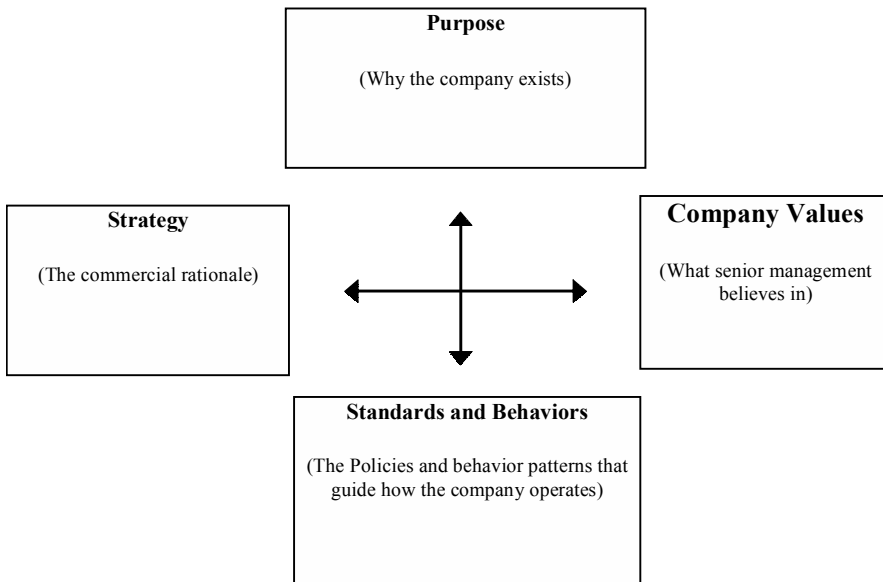 Purpose
(Why the company exists)
Strategy
(The commercial rationale)
Company Values
(What senior management
believes in)
Standards and Behaviors
(The Policies and behavior patterns that
guide how the company operates)